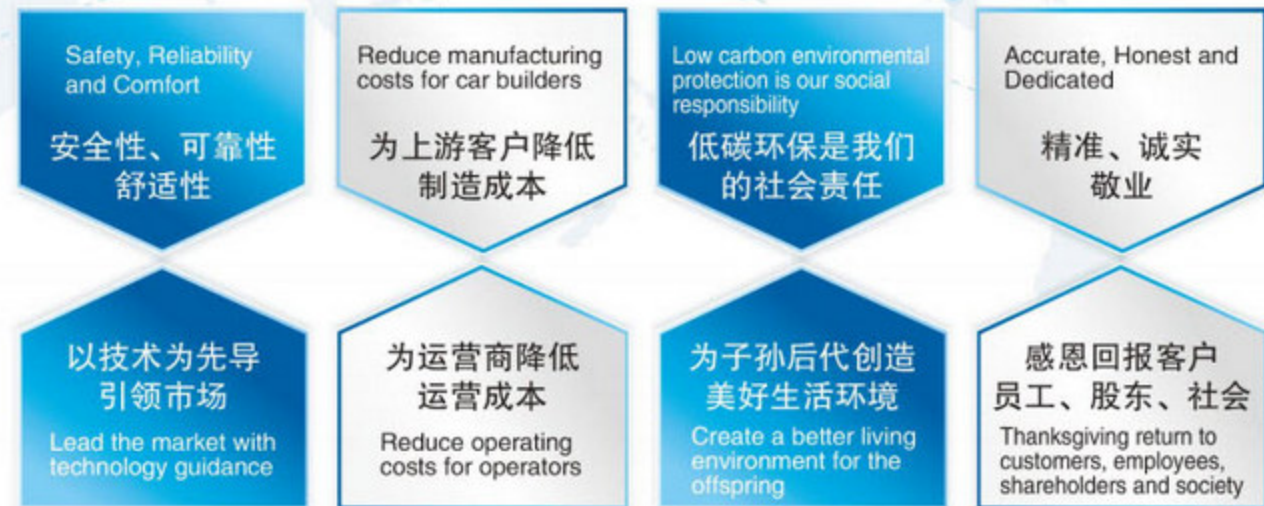 Safety, Reliability
and Comfort
安全性、可靠性
舒适性
Reduce manufacturing
costs for car builders
为上游客户降低
制造成本
Low carbon environmental
protection is our social
responsibility
低碳环保是我们
的社会责任
Accurate, Honest and
Dedicated
精准、诚实
敬业
以技术为先导
引领市场
Lead the market with
technology guidance
为运营商降低
运营成本
Reduce operating
costs for operators
为子孙后代创造
美好生活环境
Create a better living
environment for the
offspring
感恩回报客户
员工、股东、社会
Thanksgiving return to
customers, employees,
shareholders and society